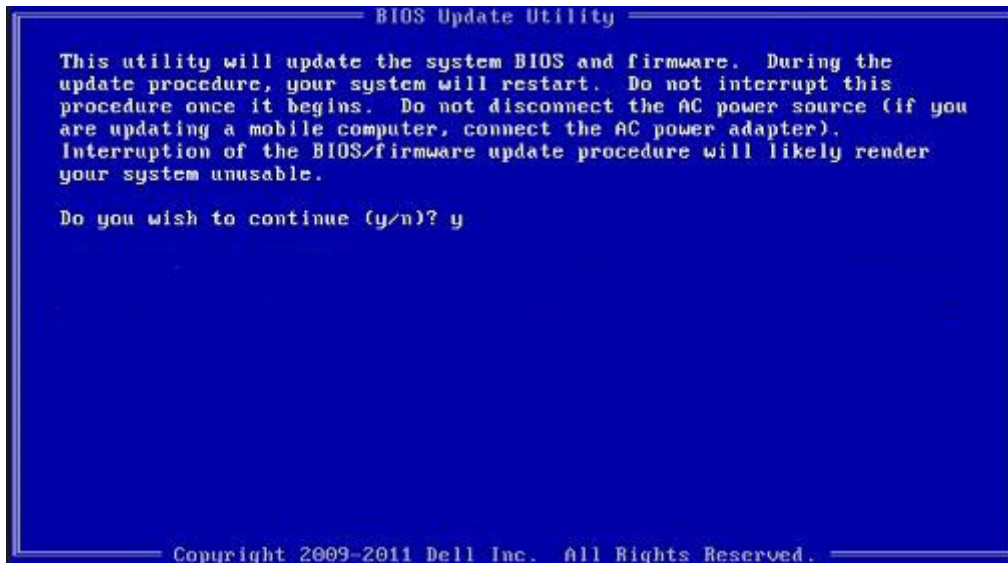 BIOS Update Utility
This utility will update the system BIOS and firmware. During the
update procedure, your system will restart. Do not interrupt this
procedure once it begins. Do not disconnect the AC power source (if you
are updating a mobile computer, connect the AC power adapter).
Interruption of the BIOS/firmware update procedure will likely render
your system unusable.
Do you wish to continue (y/n)? y
Copyright 2009-2011 Dell Inc. All Rights Reserved.